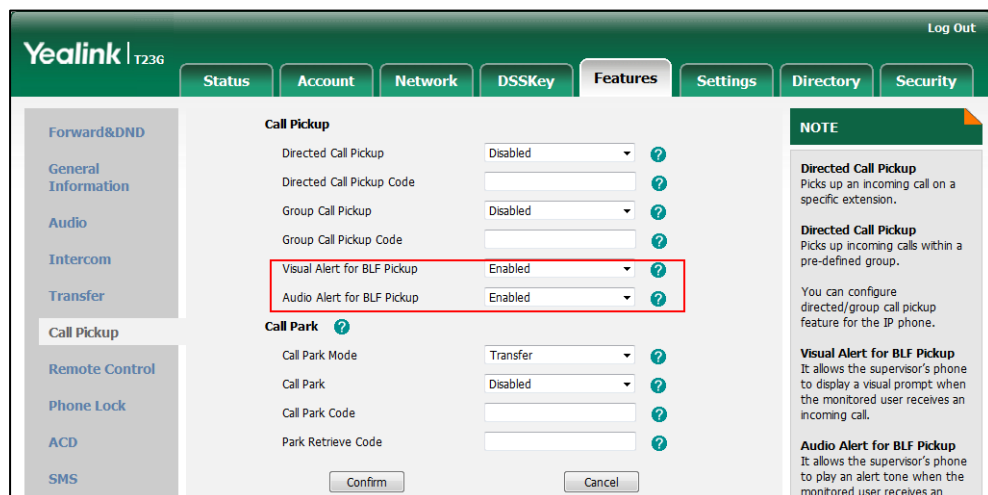 Log Out
Yealink T23G
Status Account Network DSSKey Features Settings Directory Security
Forward&DND
General
Information
Audio
Intercom
Transfer
Call Pickup
Remote Control
Phone Lock
ACD
SMS
Call Pickup
Directed Call Pickup Disabled ?
Directed Call Pickup Code ?
Group Call Pickup Disabled ?
Group Call Pickup Code ?
Visual Alert for BLF Pickup Enabled ?
Audio Alert for BLF Pickup Enabled ?
Call Park ?
Call Park Mode Transfer ?
Call Park Disabled ?
Call Park Code ?
Park Retrieve Code ?
Confirm Cancel
NOTE
Directed Call Pickup
Picks up an incoming call on a
specific extension.
Directed Call Pickup
Picks up incoming calls within a
pre-defined group.
You can configure
directed/group call pickup
feature for the IP phone.
Visual Alert for BLF Pickup
It allows the supervisor's phone
to display a visual prompt when
the monitored user receives an
incoming call.
Audio Alert for BLF Pickup
It allows the supervisor's phone
to play an alert tone when the
monitored user receives an